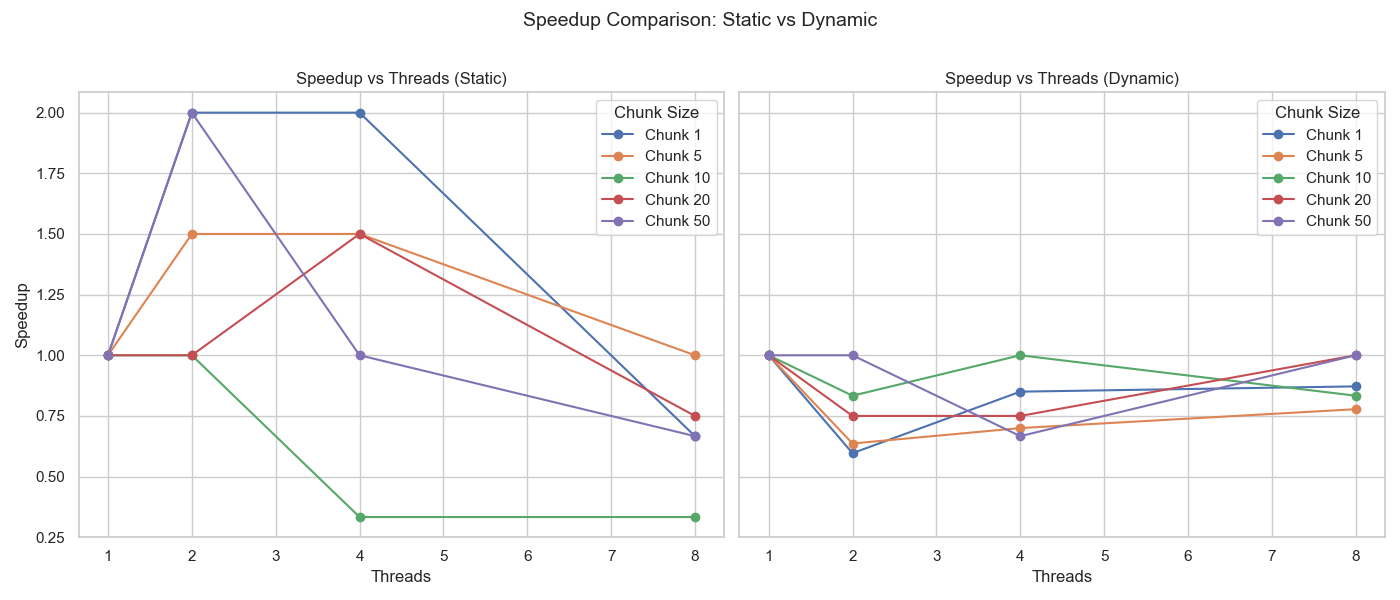 Speedup Comparison: Static vs Dynamic
Speedup vs Threads (Static)
Speedup
2.00
1.75
1.50
1.25
1.00
0.75
0.50
0.25
1 2 3 4 5 6 7 8
Threads
Chunk Size
Chunk 1
Chunk 5
Chunk 10
Chunk 20
Chunk 50
Speedup vs Threads (Dynamic)
Chunk Size
Chunk 1
Chunk 5
Chunk 10
Chunk 20
Chunk 50
1 2 3 4 5 6 7 8
Threads